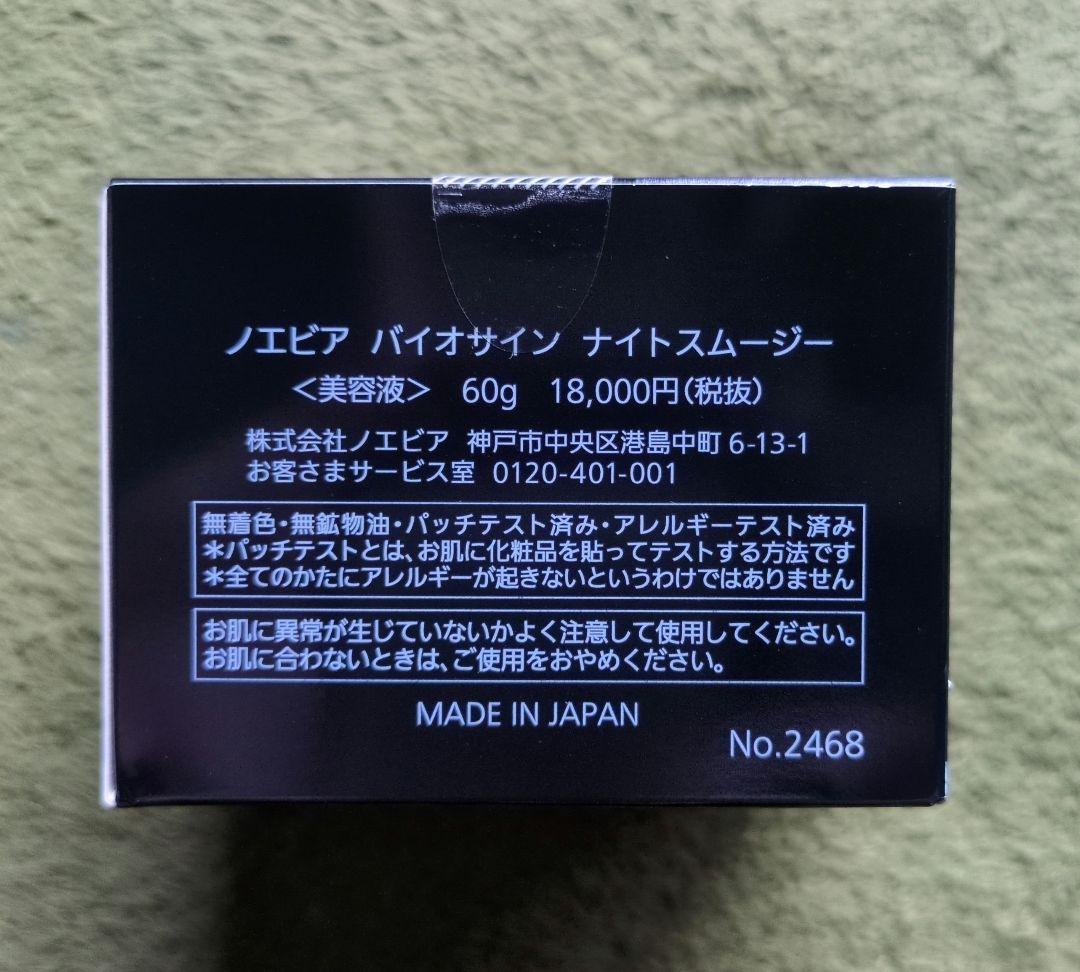 ノエビア バイオサイン ナイトスムージー
＜美容液＞ 60g 18,000円(税抜)
株式会社ノエビア 神戸市中央区港島中町 6-13-1
お客さまサービス室 0120-401-001
無着色・無鉱物油・パッチテスト済み・アレルギーテスト済み
＊パッチテストとは、お肌に化粧品を貼ってテストする方法です
＊全てのかたにアレルギーが起きないというわけではありません
お肌に異常が生じていないかよく注意して使用してください。
お肌に合わないときは、ご使用をおやめください。
MADE IN JAPAN
No.2468